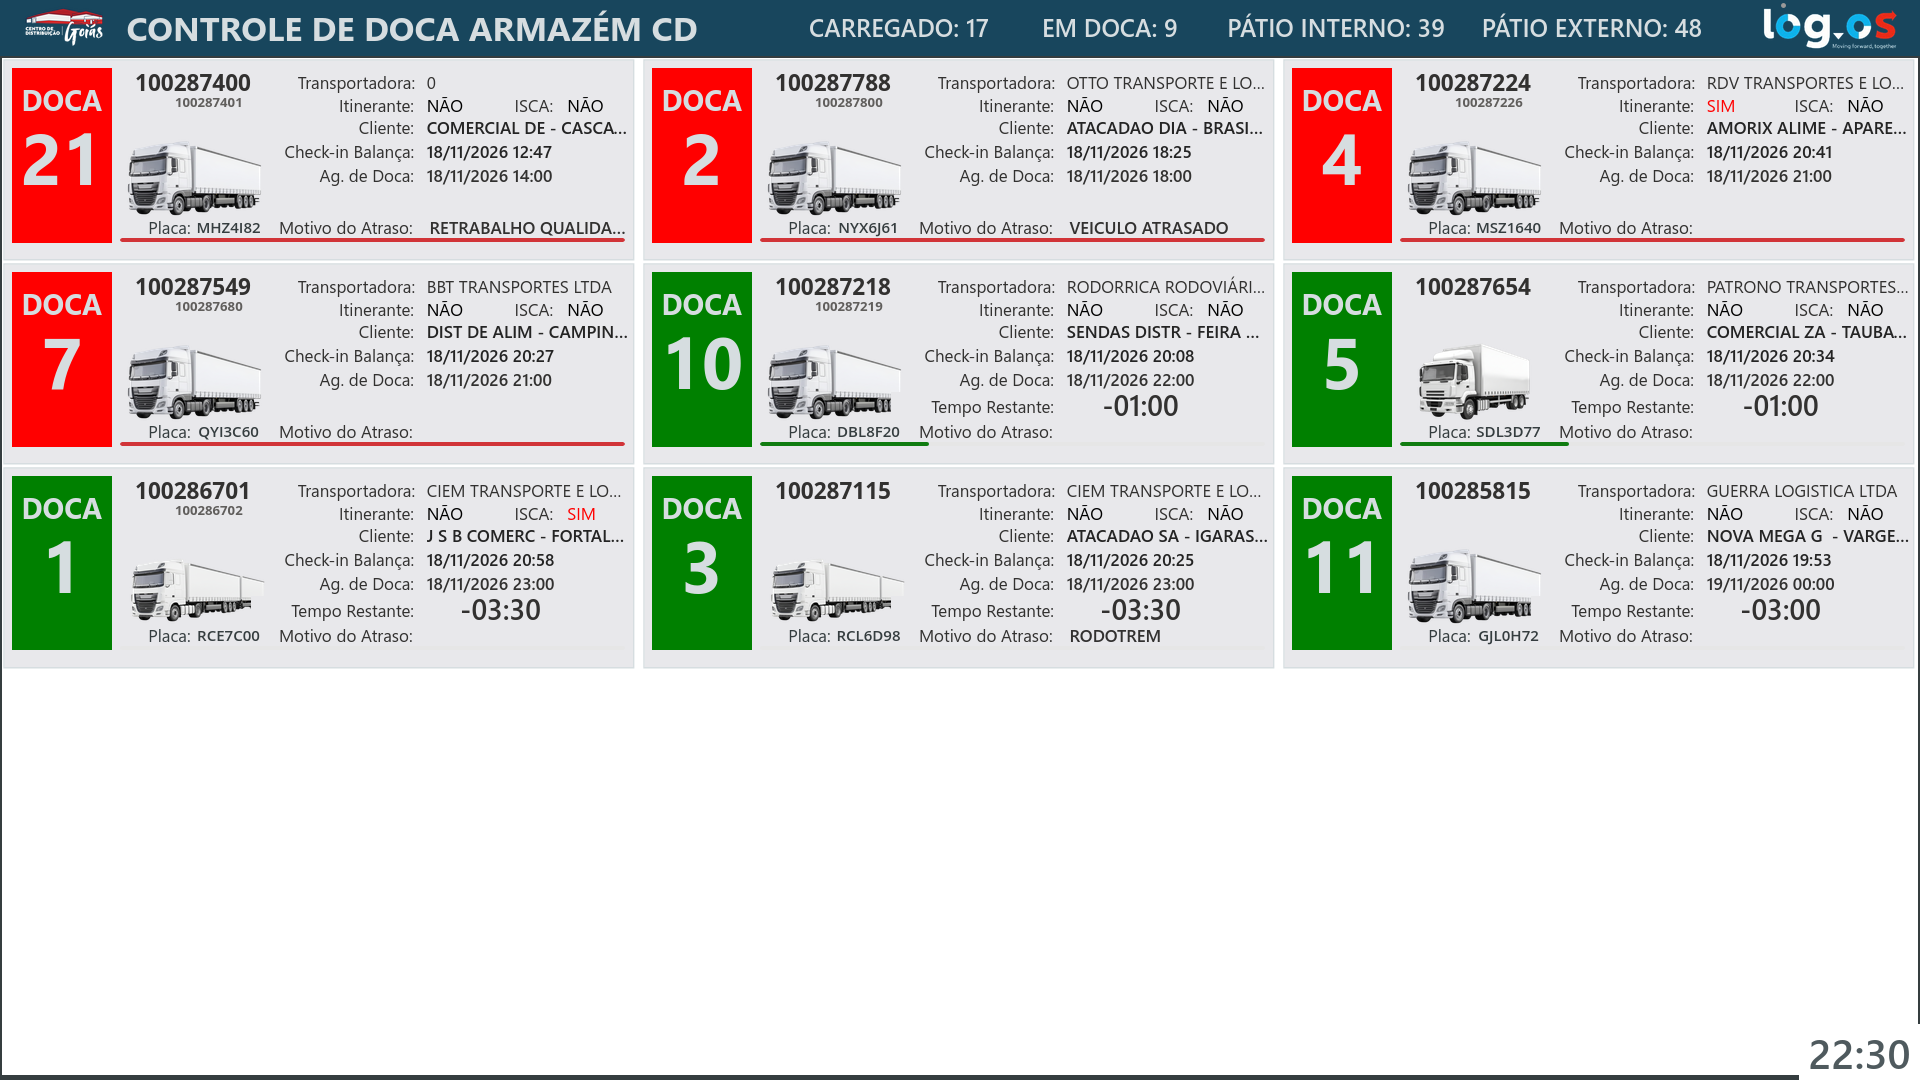 CENTRO DE DISTRIBUIÇÃO Goiás
CONTROLE DE DOCA ARMAZÉM CD
CARREGADO: 17
EM DOCA: 9
PÁTIO INTERNO: 39
PÁTIO EXTERNO: 48
log.os
Moving forward, together
DOCA
21
100287400
100287401
Transportadora: 0
Itinerante: NÃO ISCA: NÃO
Cliente: COMERCIAL DE - CASCA...
Check-in Balança: 18/11/2026 12:47
Ag. de Doca: 18/11/2026 14:00
Placa: MHZ4I82 Motivo do Atraso: RETRABALHO QUALIDA...
DOCA
2
100287788
100287800
Transportadora: OTTO TRANSPORTE E LO...
Itinerante: NÃO ISCA: NÃO
Cliente: ATACADAO DIA - BRASI...
Check-in Balança: 18/11/2026 18:25
Ag. de Doca: 18/11/2026 18:00
Placa: NYX6J61 Motivo do Atraso: VEICULO ATRASADO
DOCA
4
100287224
100287226
Transportadora: RDV TRANSPORTES E LO...
Itinerante: SIM ISCA: NÃO
Cliente: AMORIX ALIME - APARE...
Check-in Balança: 18/11/2026 20:41
Ag. de Doca: 18/11/2026 21:00
Placa: MSZ1640 Motivo do Atraso:
DOCA
7
100287549
100287680
Transportadora: BBT TRANSPORTES LTDA
Itinerante: NÃO ISCA: NÃO
Cliente: DIST DE ALIM - CAMPIN...
Check-in Balança: 18/11/2026 20:27
Ag. de Doca: 18/11/2026 21:00
Placa: QYI3C60 Motivo do Atraso:
DOCA
10
100287218
100287219
Transportadora: RODORRICA RODOVIÁRI...
Itinerante: NÃO ISCA: NÃO
Cliente: SENDAS DISTR - FEIRA ...
Check-in Balança: 18/11/2026 20:08
Ag. de Doca: 18/11/2026 22:00
Tempo Restante: -01:00
Placa: DBL8F20 Motivo do Atraso:
DOCA
5
100287654
Transportadora: PATRONO TRANSPORTES...
Itinerante: NÃO ISCA: NÃO
Cliente: COMERCIAL ZA - TAUBA...
Check-in Balança: 18/11/2026 20:34
Ag. de Doca: 18/11/2026 22:00
Tempo Restante: -01:00
Placa: SDL3D77 Motivo do Atraso:
DOCA
1
100286701
100286702
Transportadora: CIEM TRANSPORTE E LO...
Itinerante: NÃO ISCA: SIM
Cliente: J S B COMERC - FORTAL...
Check-in Balança: 18/11/2026 20:58
Ag. de Doca: 18/11/2026 23:00
Tempo Restante: -03:30
Placa: RCE7C00 Motivo do Atraso:
DOCA
3
100287115
Transportadora: CIEM TRANSPORTE E LO...
Itinerante: NÃO ISCA: NÃO
Cliente: ATACADAO SA - IGARAS...
Check-in Balança: 18/11/2026 20:25
Ag. de Doca: 18/11/2026 23:00
Tempo Restante: -03:30
Placa: RCL6D98 Motivo do Atraso: RODOTREM
DOCA
11
100285815
Transportadora: GUERRA LOGISTICA LTDA
Itinerante: NÃO ISCA: NÃO
Cliente: NOVA MEGA G - VARGE...
Check-in Balança: 18/11/2026 19:53
Ag. de Doca: 19/11/2026 00:00
Tempo Restante: -03:00
Placa: GJL0H72 Motivo do Atraso:
22:30